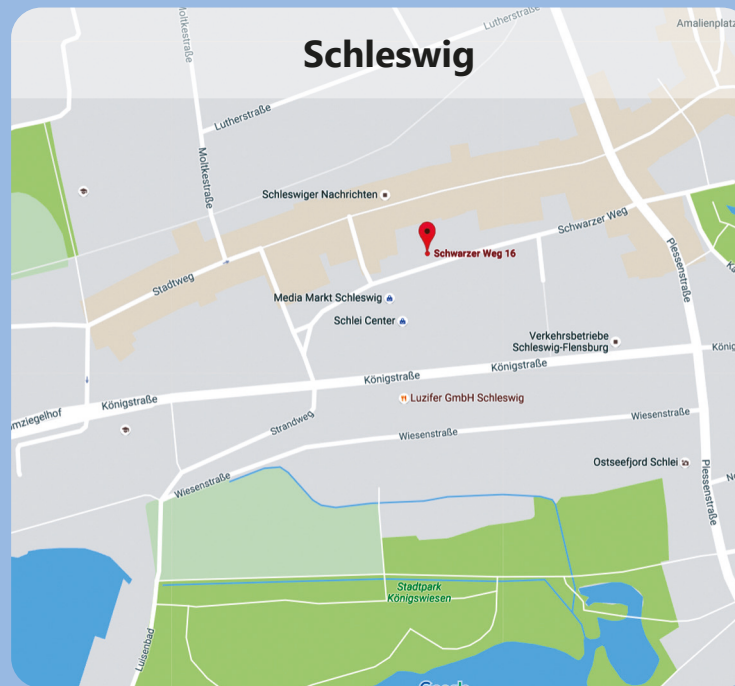 Moltkestraße
Lutherstraße
Amalienplatz
Schleswig
Lutherstraße
Moltkestraße
Schleswiger Nachrichten
Schwarzer Weg
Schwarzer Weg 16
Plessenstraße
Stadtweg
Media Markt Schleswig
Schlei Center
Verkehrsbetriebe
Schleswig-Flensburg
König
Königstraße
Königstraße
Königstraße
mziegelhof
Luzifer GmbH Schleswig
Strandweg
Wiesenstraße
Wiesenstraße
Ostseefjord Schlei
Plessenstraße
Wiesenstraße
Stadtpark
Königswiesen
Luisenbad